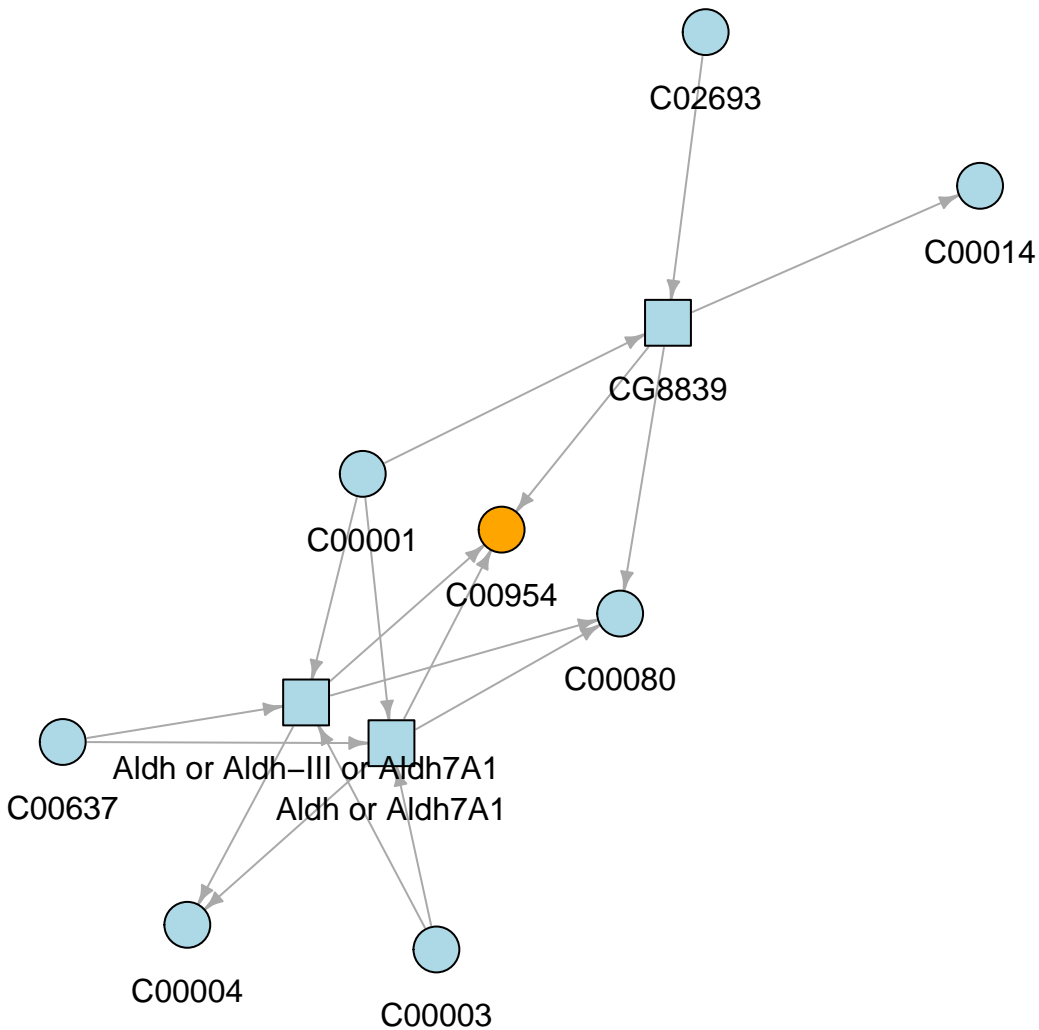 C02693
C00014
CG8839
C00001
C00954
C00080
Aldh or Aldh−III or Aldh7A1
C00637
Aldh or Aldh7A1
C00004
C00003